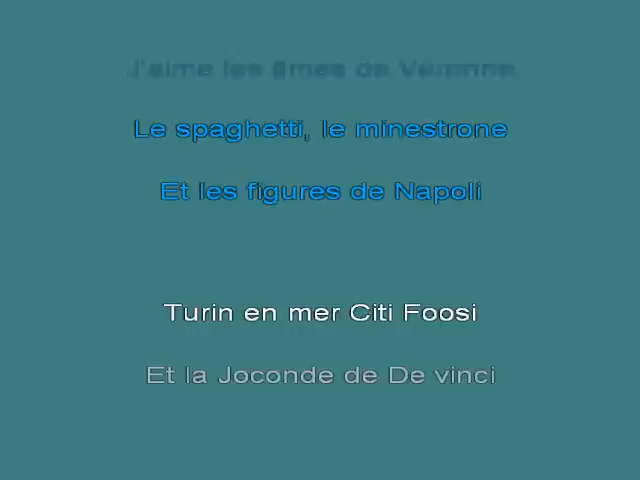 J'aime les âmes de Veronne
Le spaghetti, le minestrone
Et les figures de Napoli
Turin en mer Citi Foosi
Et la Joconde de De vinci